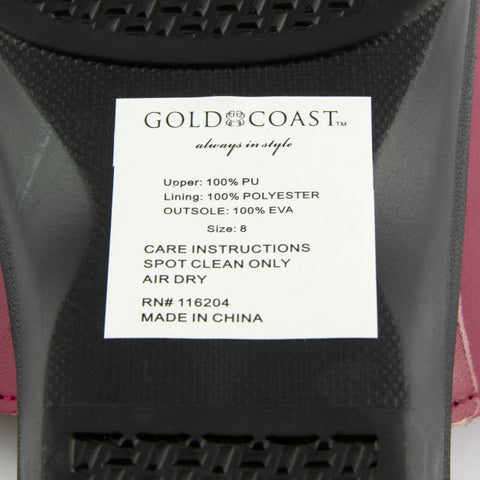 GOLD COAST™
always in style
Upper: 100% PU
Lining: 100% POLYESTER
OUTSOLE: 100% EVA
Size: 8
CARE INSTRUCTIONS
SPOT CLEAN ONLY
AIR DRY
RN# 116204
MADE IN CHINA